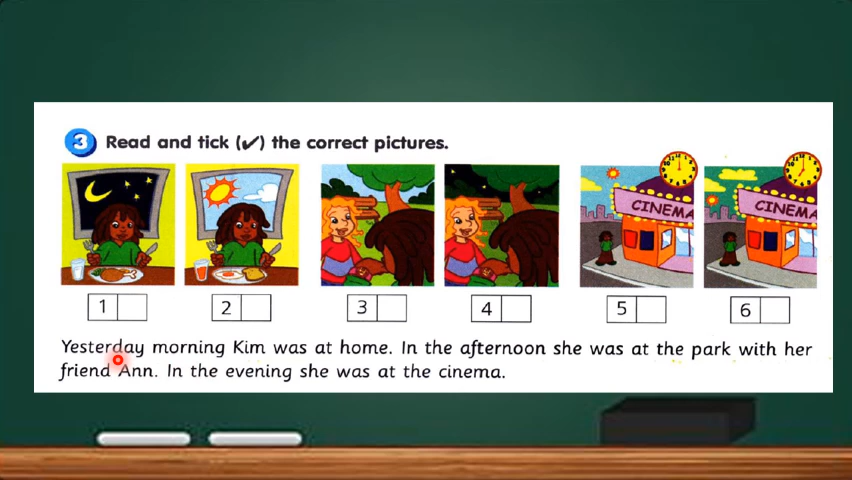 3 Read and tick (✓) the correct pictures.
CINEMA
CINEMA
1 2 3 4 5 6
Yesterday morning Kim was at home. In the afternoon she was at the park with her
friend Ann. In the evening she was at the cinema.